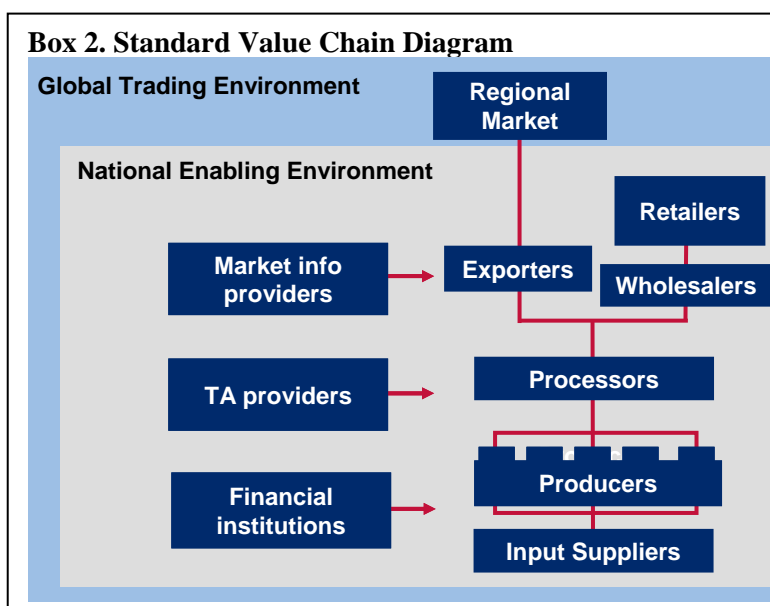 Box 2. Standard Value Chain Diagram
Global Trading Environment
Regional
Market
National Enabling Environment
Retailers
Market info
providers
Exporters
Wholesalers
TA providers
Processors
Financial
institutions
Producers
Input Suppliers